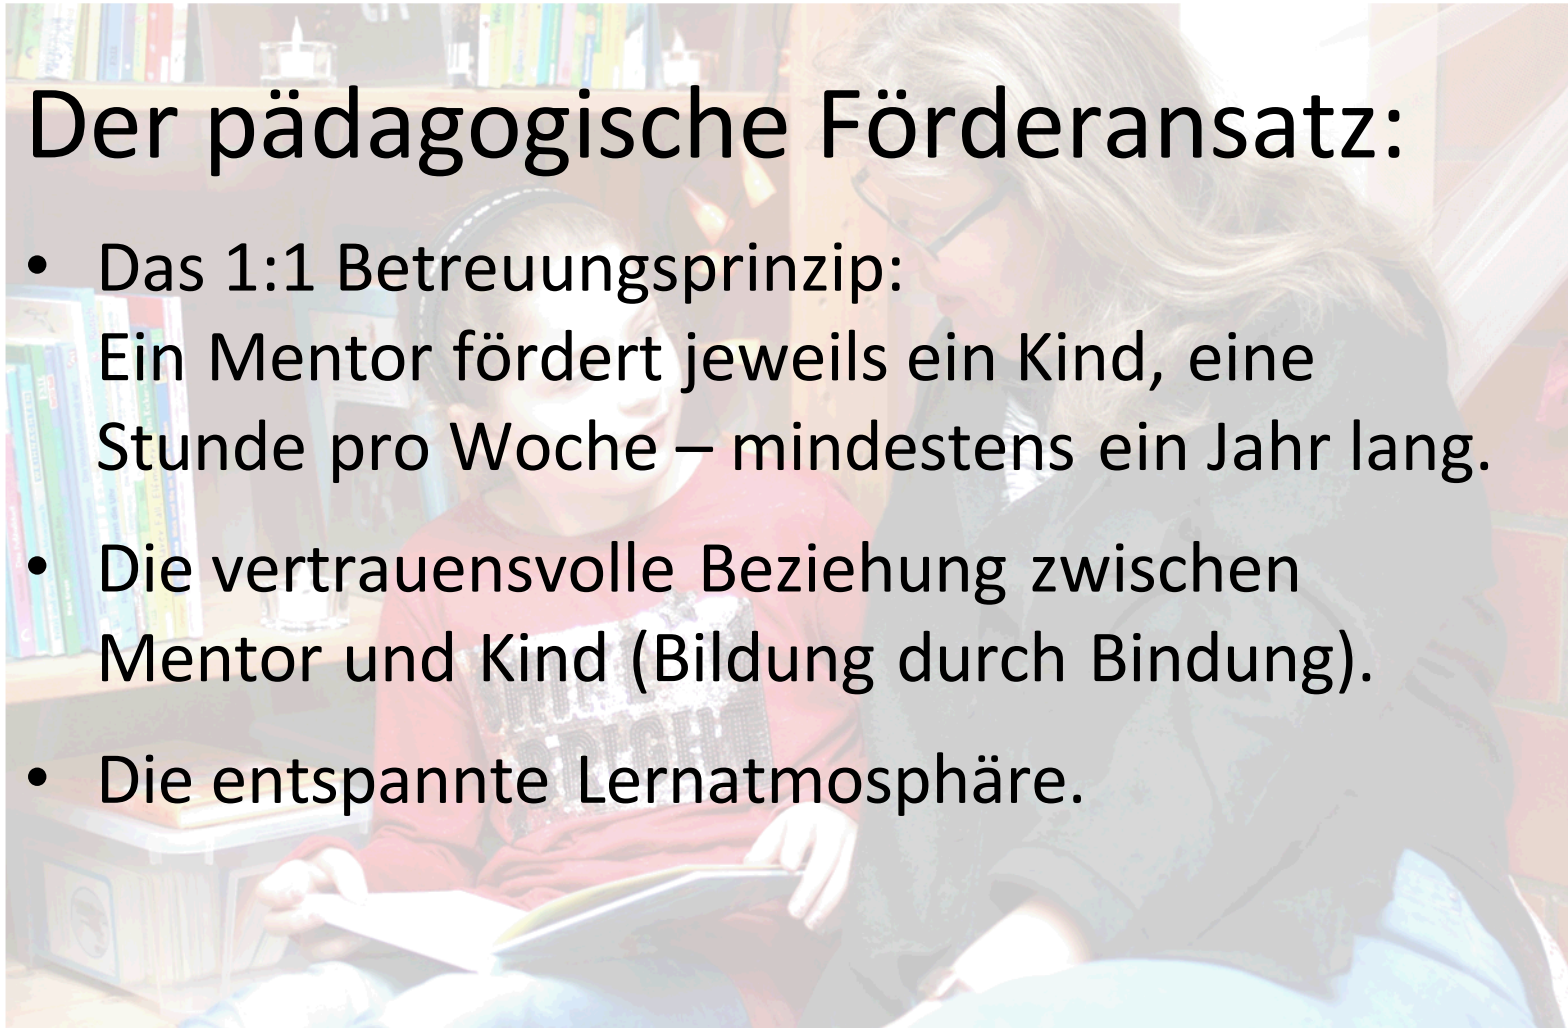 Der pädagogische Förderansatz:
• Das 1:1 Betreuungsprinzip:
Ein Mentor fördert jeweils ein Kind, eine
Stunde pro Woche – mindestens ein Jahr lang.
• Die vertrauensvolle Beziehung zwischen
Mentor und Kind (Bildung durch Bindung).
• Die entspannte Lernatmosphäre.